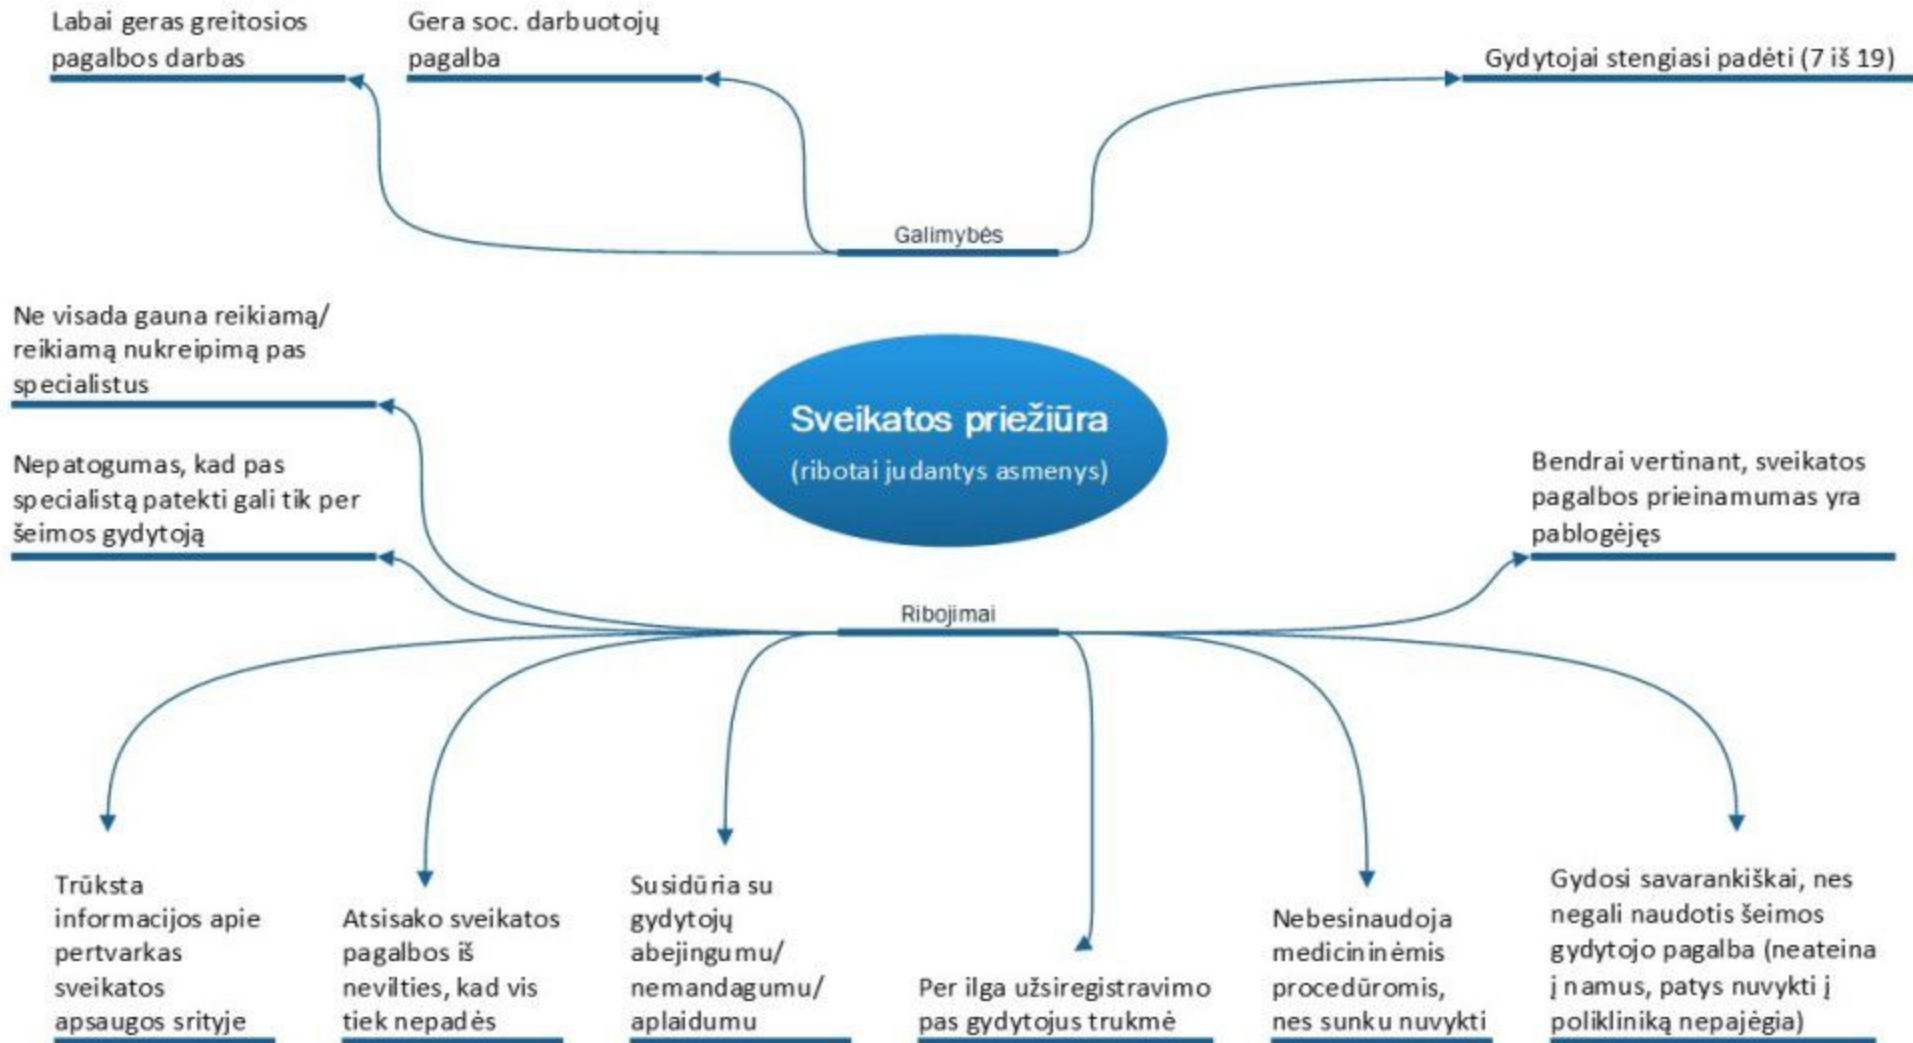 Labai geras greitosios
pagalbos darbas
Gera soc. darbuotojų
pagalba
Gydytojai stengiasi padėti (7 iš 19)
Galimybės
Ne visada gauna reikiamą/
reikiamą nukreipimą pas
specialistus
Sveikatos priežiūra
(ribotai judantys asmenys)
Nepatogumas, kad pas
specialistą patekti gali tik per
šeimos gydytoją
Bendrai vertinant, sveikatos
pagalbos prieinamumas yra
pablogėjęs
Ribojimai
Trūksta
informacijos apie
pertvarkas
sveikatos
apsaugos srityje
Atsisako sveikatos
pagalbos iš
nevilties, kad vis
tiek nepadės
Susidūria su
gydytojų
abejingumu/
nemandagumu/
aplaidumu
Per ilga užsiregistravimo
pas gydytojus trukmė
Nebesinaudoja
medicininėmis
procedūromis,
nes sunku nuvykti
Gydosi savarankiškai, nes
negali naudotis šeimos
gydytojo pagalba (neateina
į namus, patys nuvykti į
polikliniką nepajėgia)